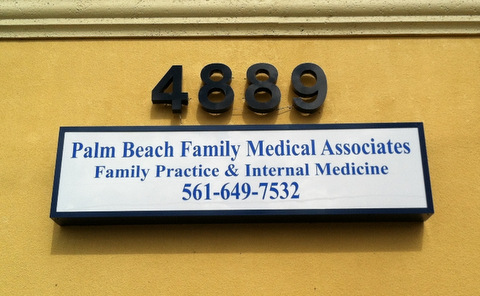 4889
Palm Beach Family Medical Associates
Family Practice & Internal Medicine
561-649-7532